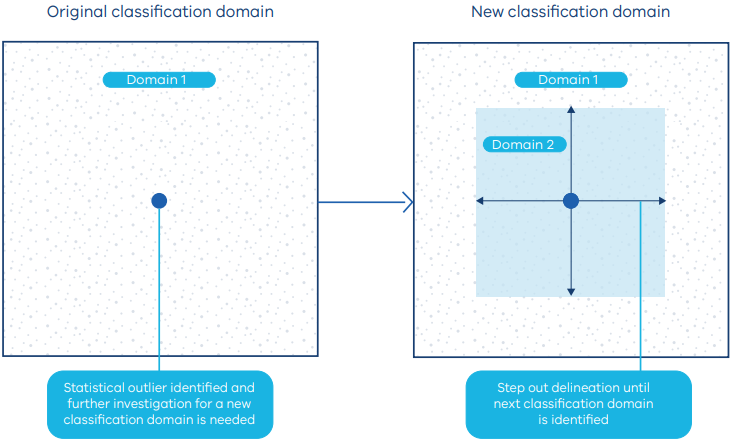 Original classification domain
New classification domain
Domain 1
Domain 1
Domain 2
Statistical outlier identified and
further investigation for a new
classification domain is needed
Step out delineation until
next classification domain
is identified